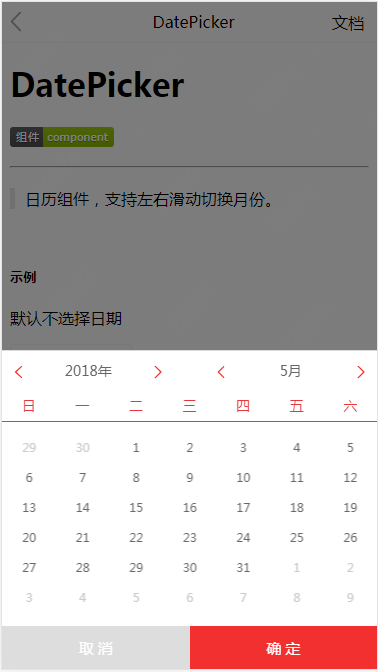 DatePicker 文档
DatePicker
组件 component
日历组件，支持左右滑动切换月份。
示例
默认不选择日期
2018年 5月
日 一 二 三 四 五 六
29 30 1 2 3 4 5
6 7 8 9 10 11 12
13 14 15 16 17 18 19
20 21 22 23 24 25 26
27 28 29 30 31 1 2
3 4 5 6 7 8 9
取消 确定